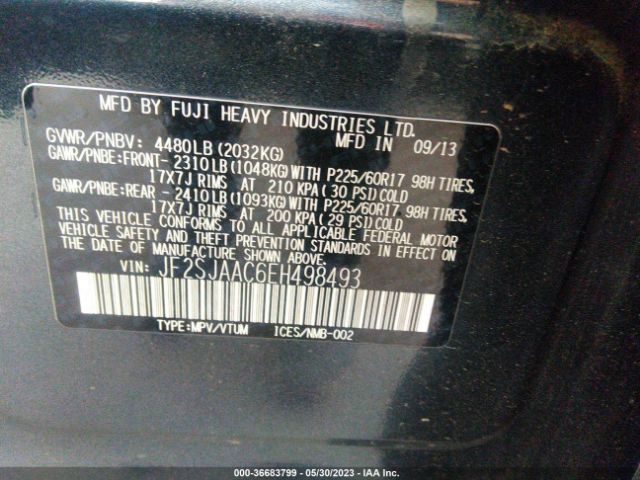 MFD BY FUJI HEAVY INDUSTRIES LTD.
MFD IN 09/13
GVWR/PNBV: 4480LB(2032KG)
GAWR/PNBE:FRONT- 2310LB(1048KG)WITH P225/60R17 98H TIRES,
17X7J RIMS AT 210 KPA(30 PSI)COLD
GAWR/PNBE:REAR - 2410LB(1093KG)WITH P225/60R17 98H TIRES,
17X7J RIMS AT 200 KPA(29 PSI)COLD
THIS VEHICLE CONFORMS TO ALL APPLICABLE FEDERAL MOTOR
VEHICLE SAFETY AND THEFT PREVENTION STANDARDS IN EFFECT ON
THE DATE OF MANUFACTURE SHOWN ABOVE.
VIN: JF2SJAAC6EH498493
TYPE:MPV/VTUM ICES/NMB-002
000-36683799 - 05/30/2023 - IAA Inc.